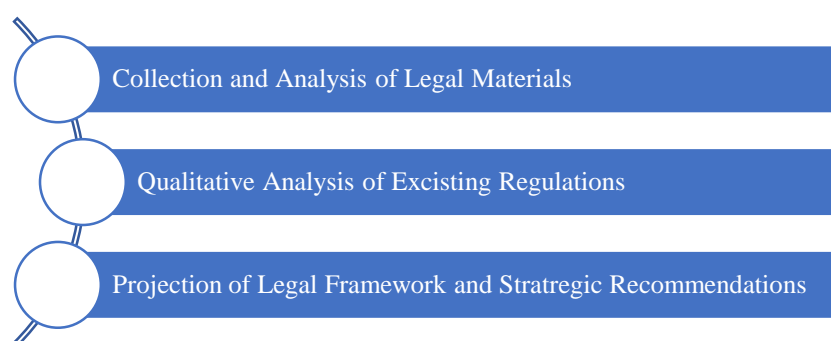 Collection and Analysis of Legal Materials
Qualitative Analysis of Excisting Regulations
Projection of Legal Framework and Stratregic Recommendations